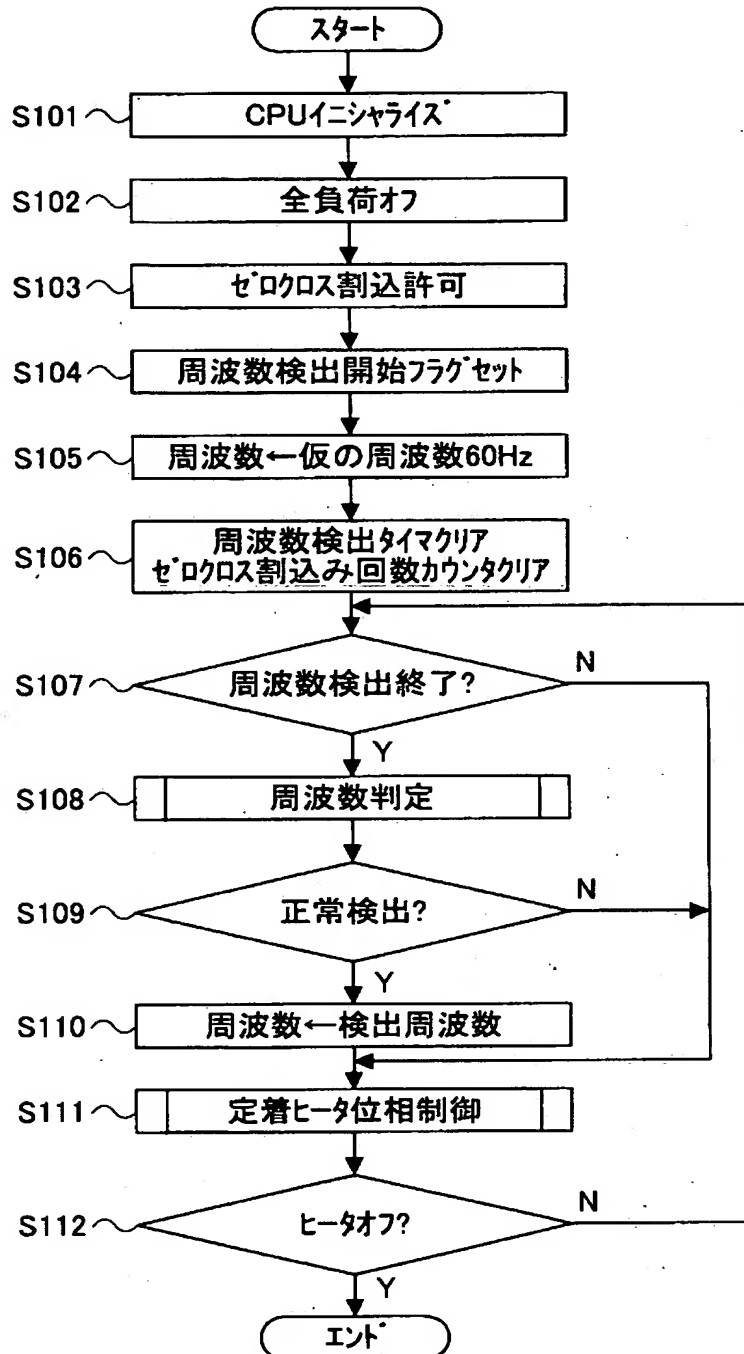 スタート
S101 CPUイニシャライズ
S102 全負荷オフ
S103 ゼロクロス割込許可
S104 周波数検出開始フラグセット
S105 周波数←仮の周波数60Hz
S106 周波数検出タイマクリア
ゼロクロス割込み回数カウンタクリア
S107 周波数検出終了? N
Y
S108 周波数判定
S109 正常検出? N
Y
S110 周波数←検出周波数
S111 定着ヒータ位相制御
S112 ヒータオフ? N
Y
エンド